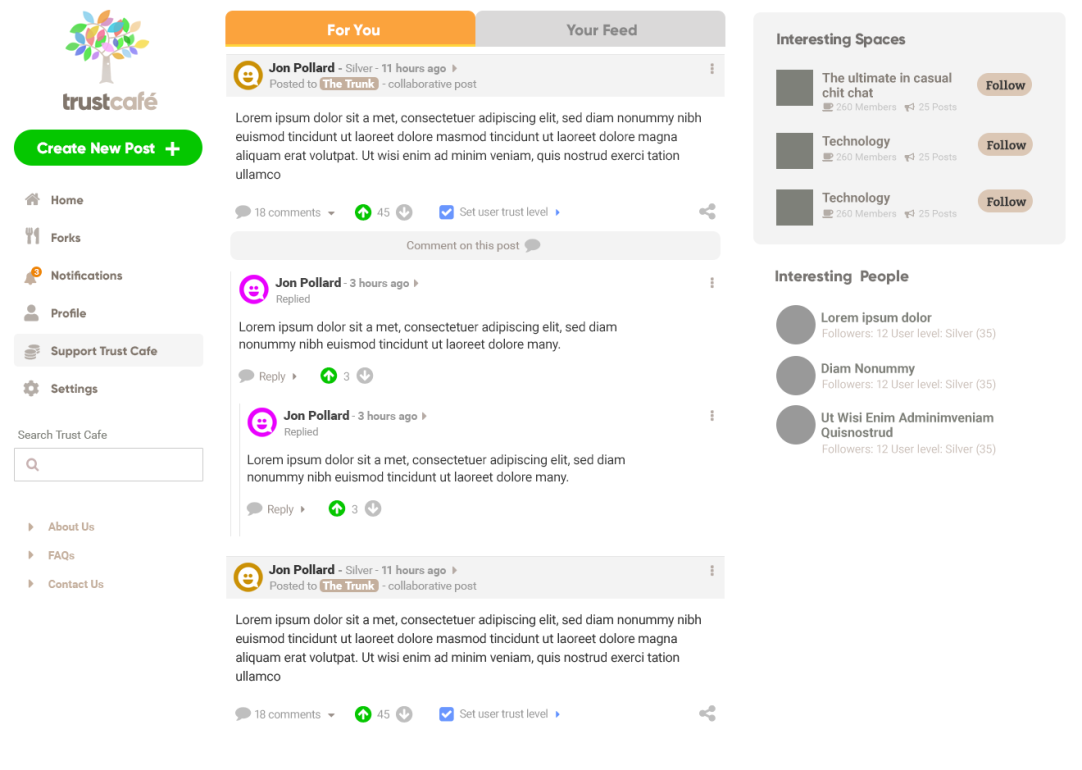 trustcafé
Create New Post
Home
Forks
3
Notifications
Profile
Support Trust Cafe
Settings
Search Trust Cafe
About Us
FAQs
Contact Us
For You
Your Feed
Jon Pollard - Silver - 11 hours ago
Posted to The Trunk - collaborative post
Lorem ipsum dolor sit a met, consectetuer adipiscing elit, sed diam nonummy nibh
euismod tincidunt ut laoreet dolore masmod tincidunt ut laoreet dolore magna
aliquam erat volutpat. Ut wisi enim ad minim veniam, quis nostrud exerci tation
ullamco
18 comments 45 Set user trust level
Comment on this post
Jon Pollard - 3 hours ago
Replied
Lorem ipsum dolor sit a met, consectetuer adipiscing elit, sed diam
nonummy nibh euismod tincidunt ut laoreet dolore many.
Reply 3
Jon Pollard - 3 hours ago
Replied
Lorem ipsum dolor sit a met, consectetuer adipiscing elit, sed diam
nonummy nibh euismod tincidunt ut laoreet dolore many.
Reply 3
Jon Pollard - Silver - 11 hours ago
Posted to The Trunk - collaborative post
Lorem ipsum dolor sit a met, consectetuer adipiscing elit, sed diam nonummy nibh
euismod tincidunt ut laoreet dolore masmod tincidunt ut laoreet dolore magna
aliquam erat volutpat. Ut wisi enim ad minim veniam, quis nostrud exerci tation
ullamco
18 comments 45 Set user trust level
Interesting Spaces
The ultimate in casual
chit chat
260 Members 25 Posts
Follow
Technology
260 Members 25 Posts
Follow
Technology
260 Members 25 Posts
Follow
Interesting People
Lorem ipsum dolor
Followers: 12 User level: Silver (35)
Diam Nonummy
Followers: 12 User level: Silver (35)
Ut Wisi Enim Adminimveniam
Quisnostrud
Followers: 12 User level: Silver (35)